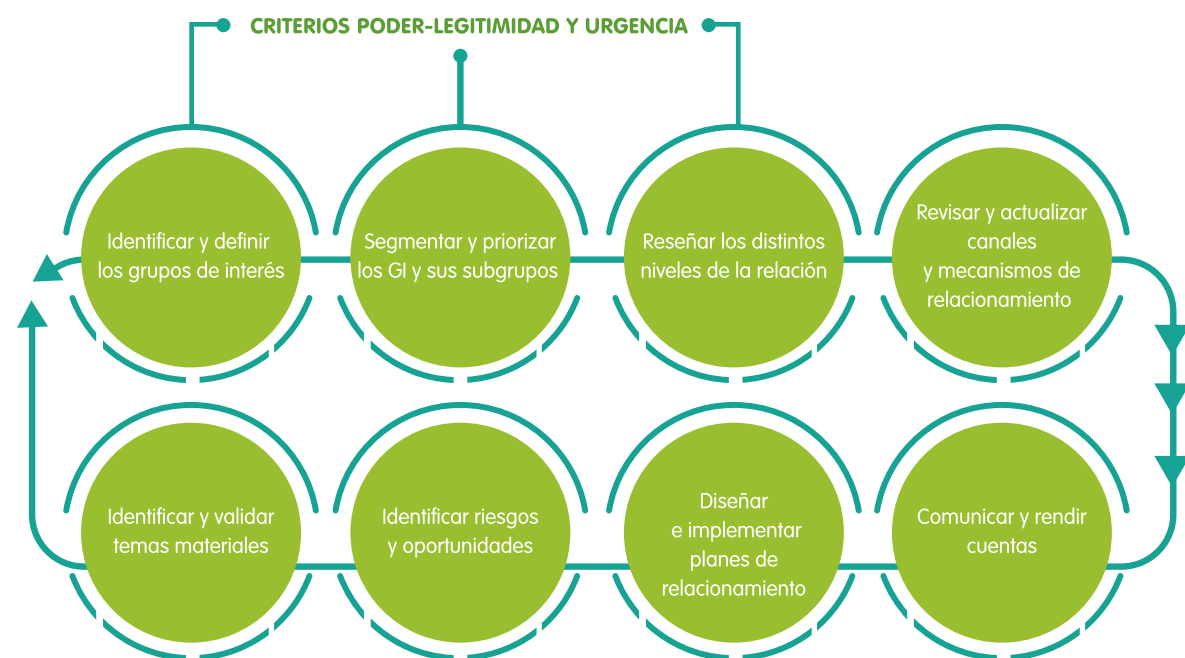 CRITERIOS PODER-LEGITIMIDAD Y URGENCIA
Identificar y definir
los grupos de interés
Segmentar y priorizar
los GI y sus subgrupos
Reseñar los distintos
niveles de la relación
Revisar y actualizar
canales
y mecanismos de
relacionamiento
Identificar y validar
temas materiales
Identificar riesgos
y oportunidades
Diseñar
e implementar
planes de
relacionamiento
Comunicar y rendir
cuentas